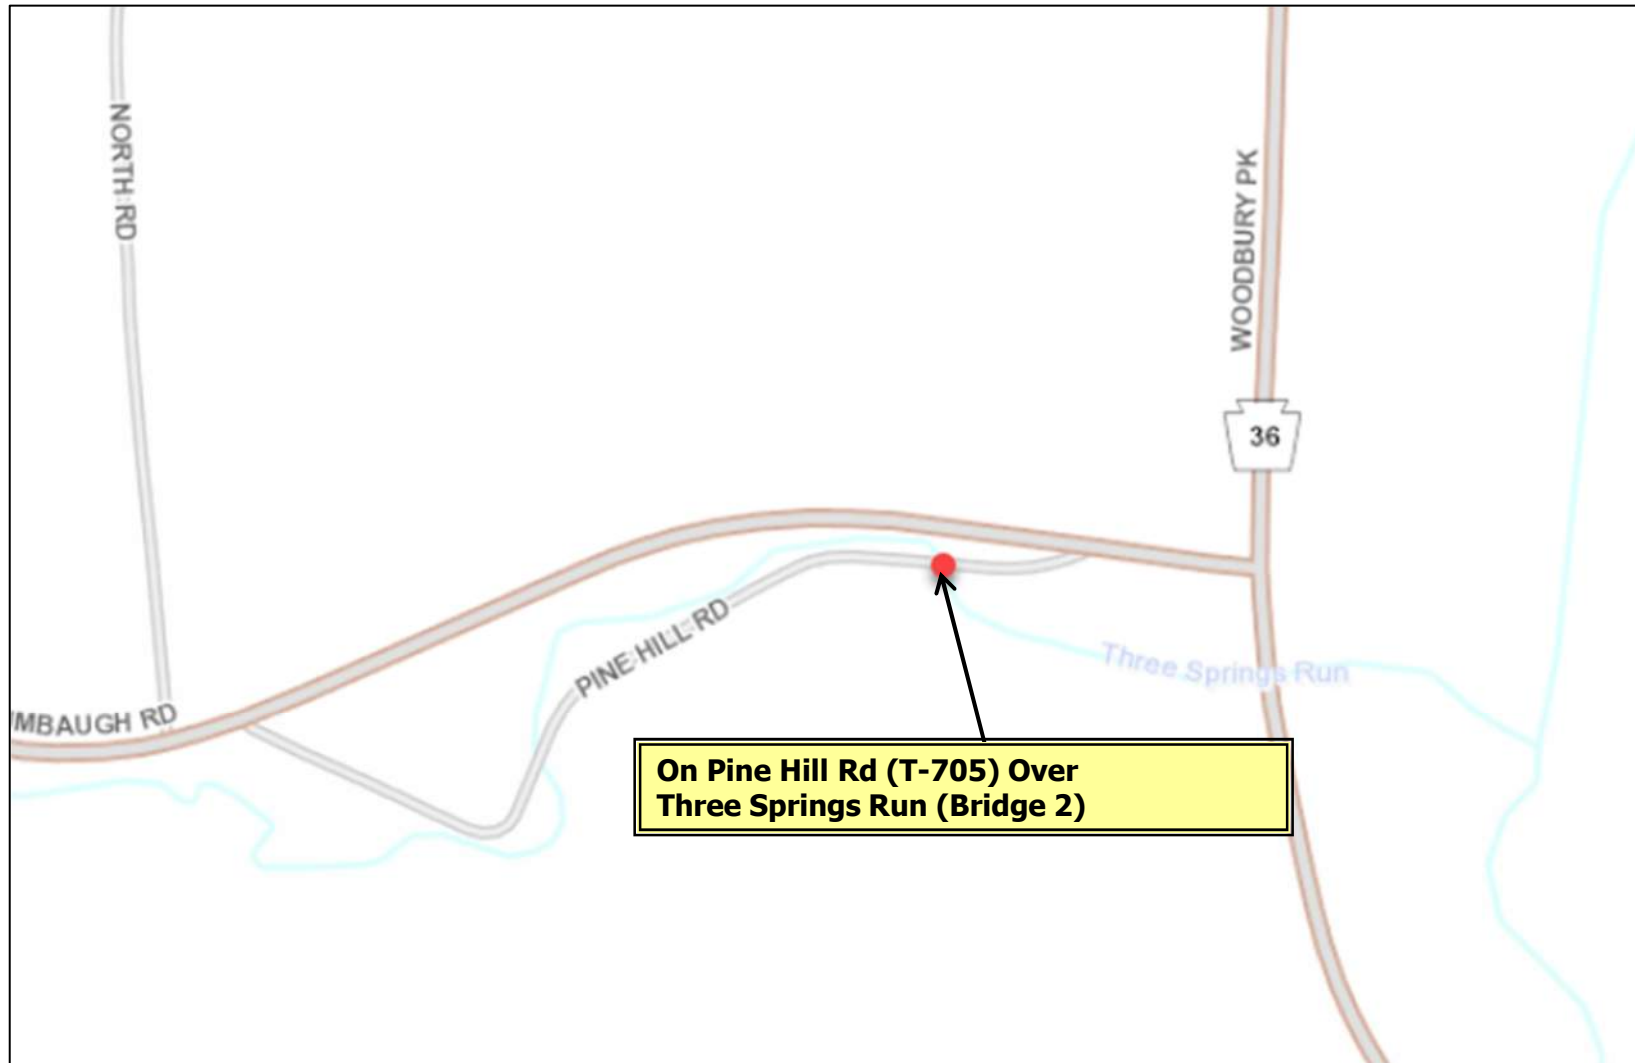 NORTH RD
WOODBURY PK
36
PINE HILL RD
Three Springs Run
IMBAUGH RD
On Pine Hill Rd (T-705) Over
Three Springs Run (Bridge 2)